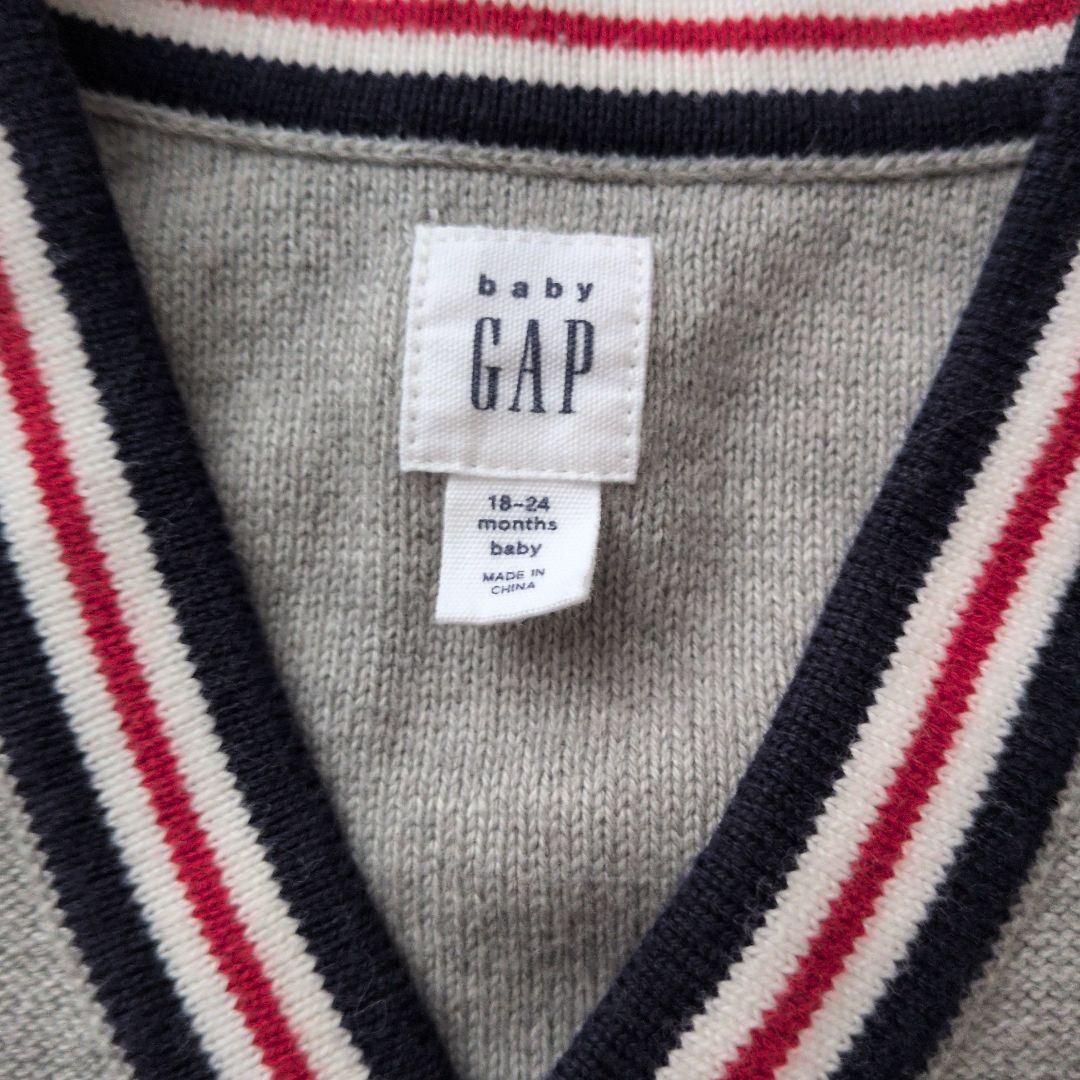 baby
GAP
18-24
months
baby
MADE IN
CHINA